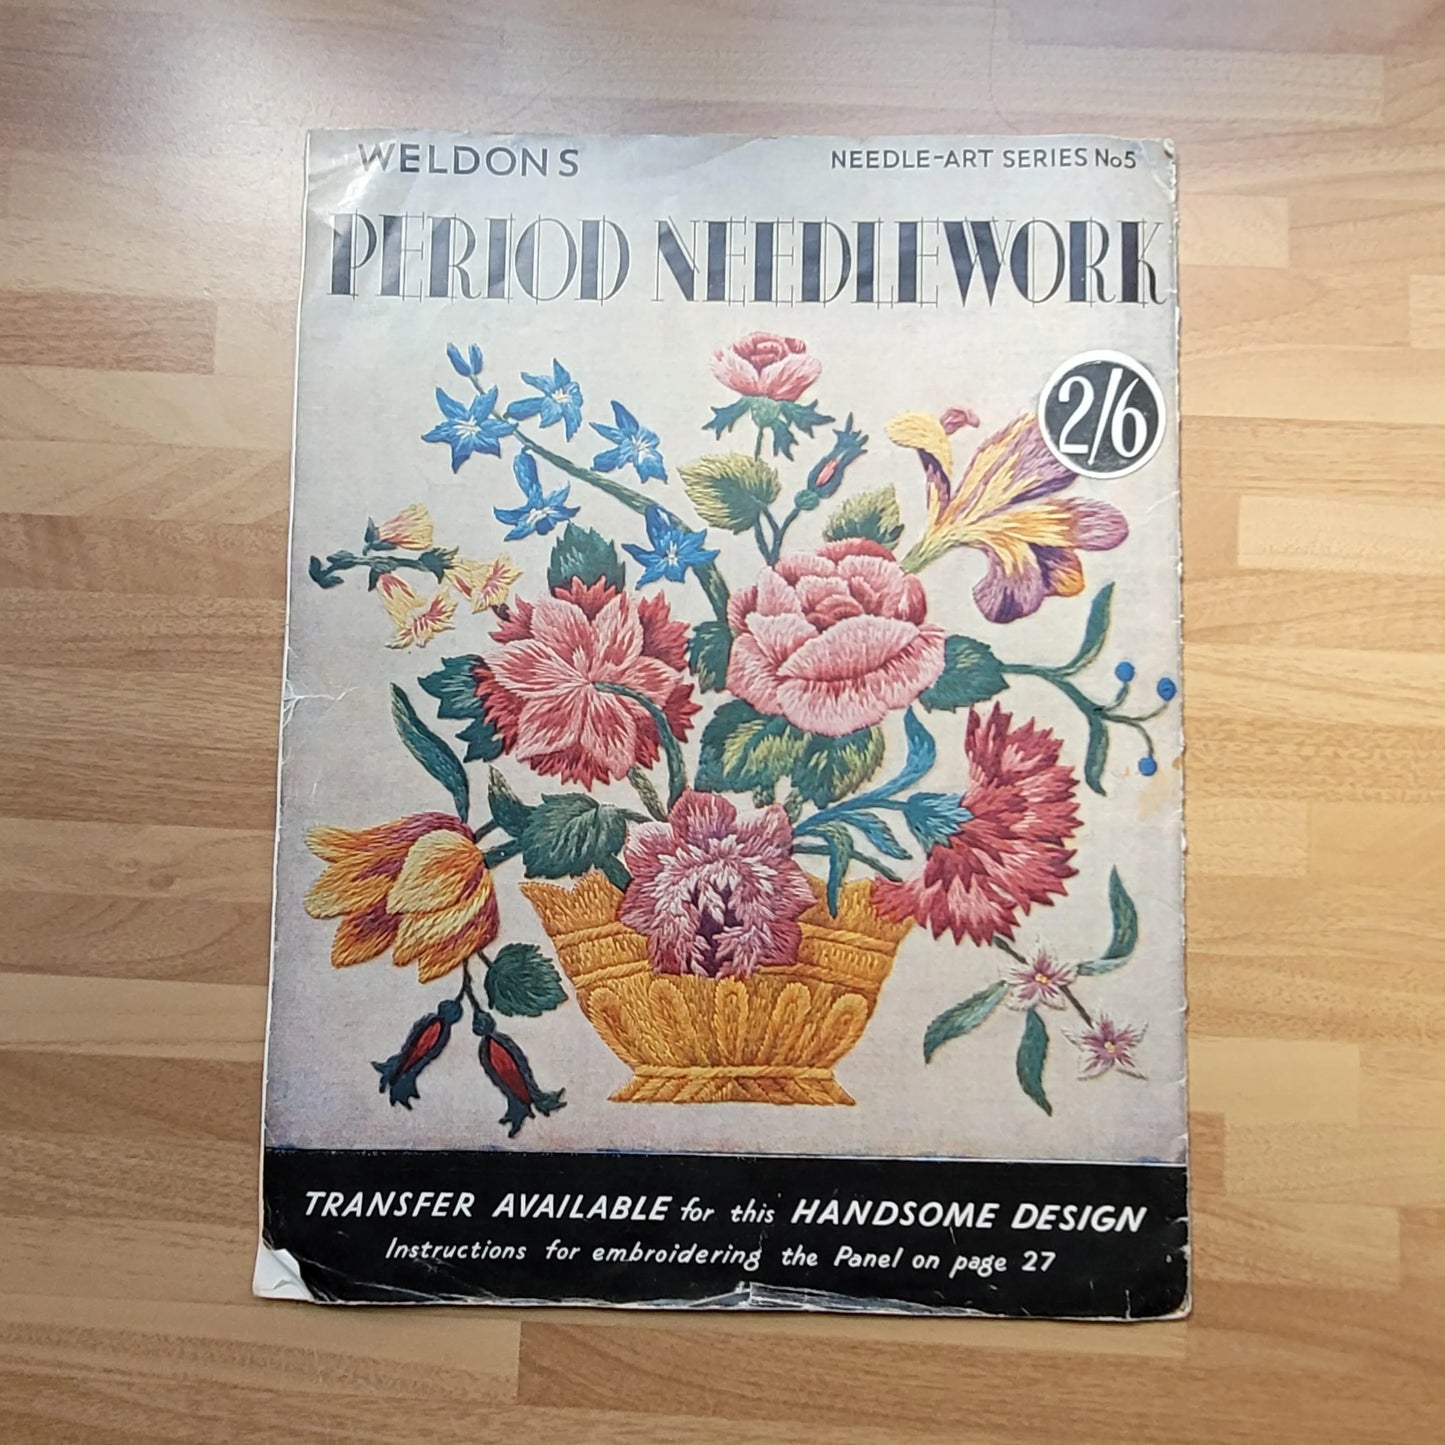 WELDONS
NEEDLE-ART SERIES No5
PERIOD NEEDLEWORK
2/6
TRANSFER AVAILABLE for this HANDSOME DESIGN
Instructions for embroidering the Panel on page 27